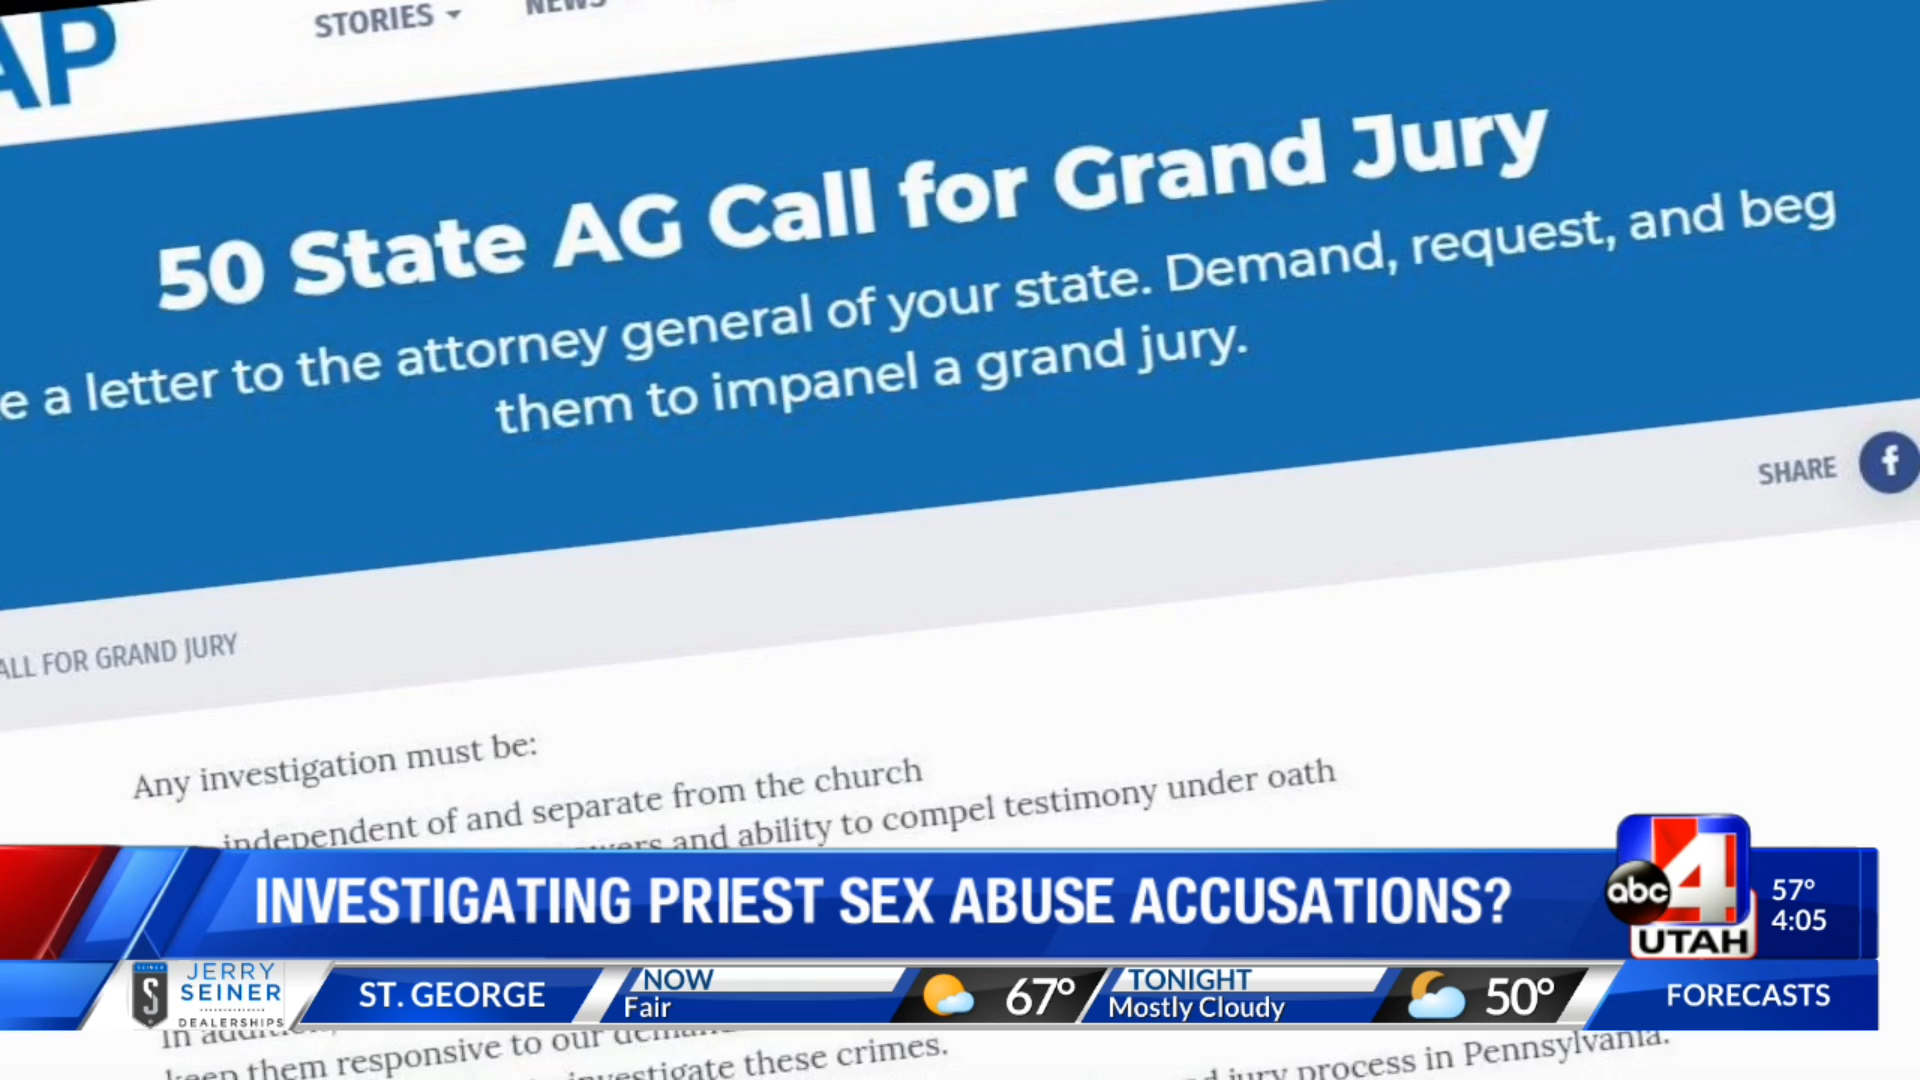 AP
STORIES
NEWS
50 State AG Call for Grand Jury
e a letter to the attorney general of your state. Demand, request, and beg
them to impanel a grand jury.
SHARE
f
ALL FOR GRAND JURY
Any investigation must be:
independent of and separate from the church
and ability to compel testimony under oath
INVESTIGATING PRIEST SEX ABUSE ACCUSATIONS?
abc
4
UTAH
57°
4:05
SEINER
S
JERRY
SEINER
DEALERSHIPS
ST. GEORGE
NOW
Fair
67°
TONIGHT
Mostly Cloudy
50°
FORECASTS
keep them responsive to our
jury process in Pennsylvania.
investigate these crimes.